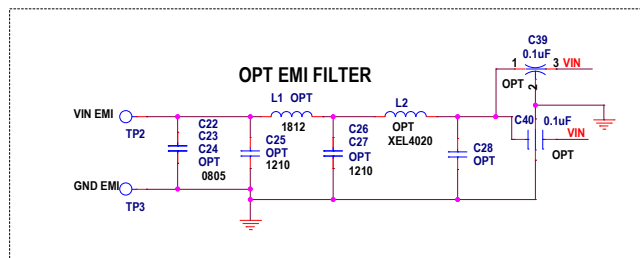 C39
0.1uF
1
3
VIN
OPT
2
OPT EMI FILTER
L1 OPT
1812
L2
OPT
XEL4020
VIN EMI
TP2
C22
C23
C24
OPT
0805
C25
OPT
1210
C26
C27
OPT
1210
C28
OPT
C40
0.1uF
VIN
OPT
GND EMI
TP3